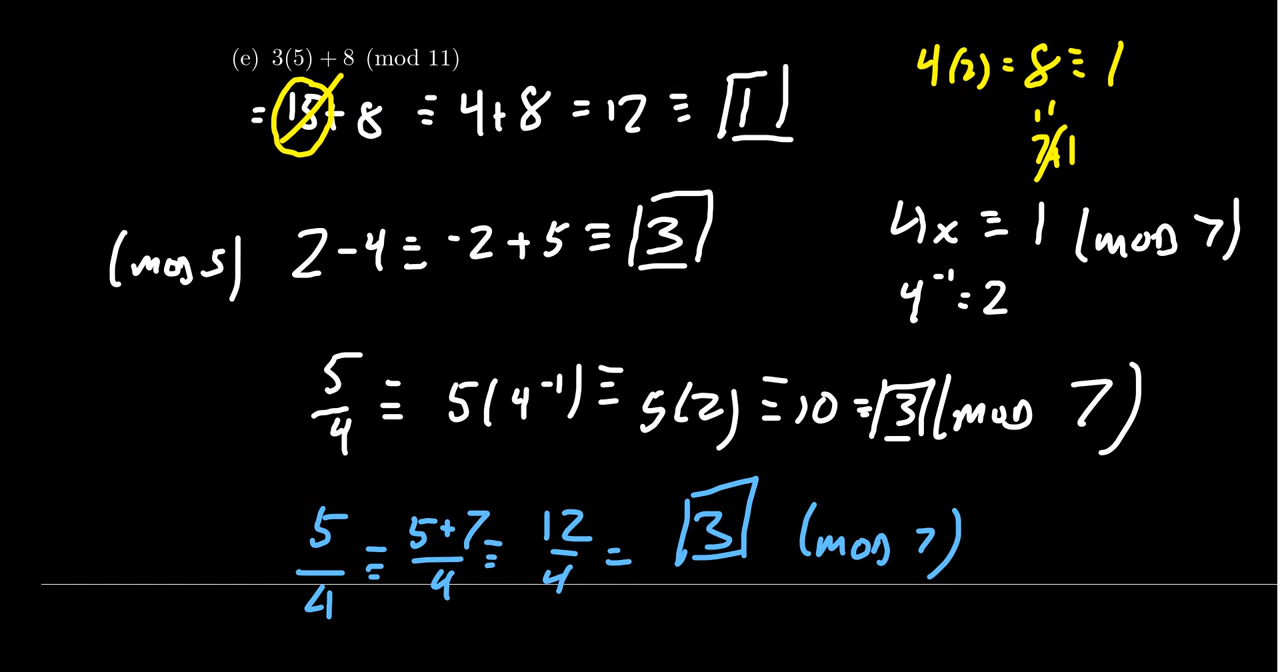 (e) 3(5) + 8 (mod 11)
= 15 + 8 ≡ 4 + 8 = 12 ≡ 1
4(2) = 8 ≡ 1
"
7+1
(mod 5) 2 - 4 ≡ -2 + 5 ≡ 3
4x ≡ 1 (mod 7)
4⁻¹ = 2
5/4 ≡ 5(4⁻¹) ≡ 5(2) ≡ 10 ≡ 3 (mod 7)
5/4 ≡ (5+7)/4 ≡ 12/4 = 3 (mod 7)